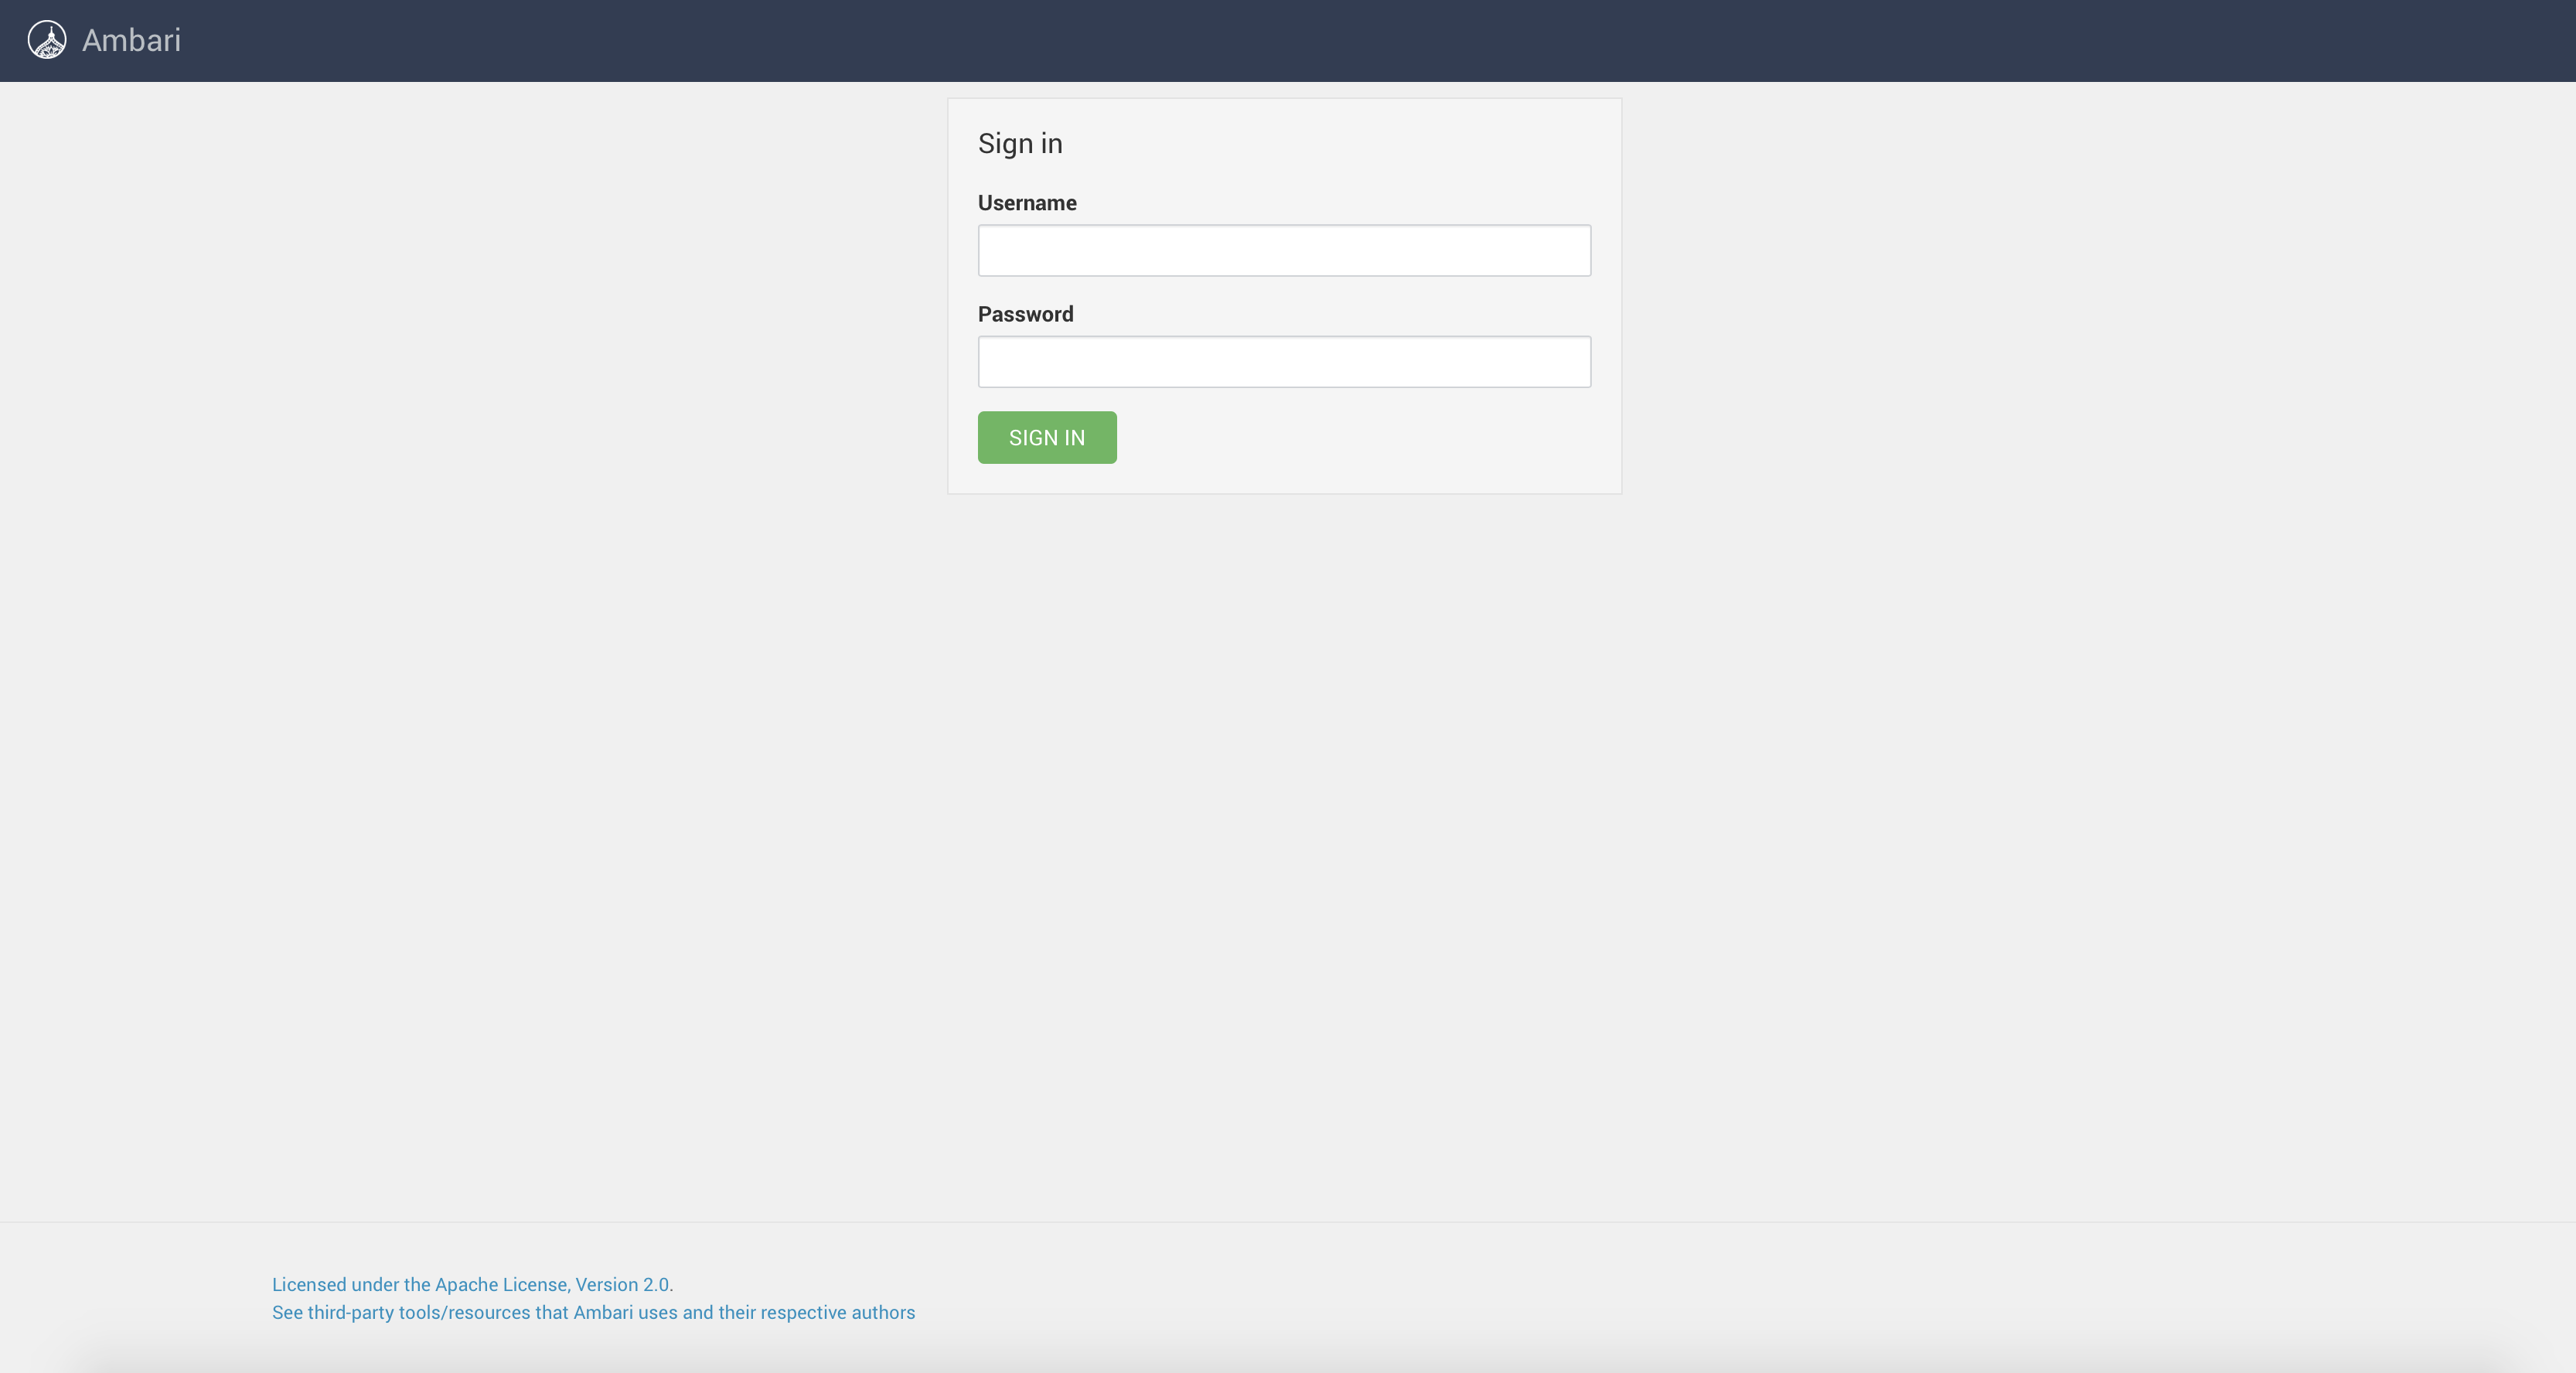 Ambari
Sign in
Username
Password
SIGN IN
Licensed under the Apache License, Version 2.0.
See third-party tools/resources that Ambari uses and their respective authors